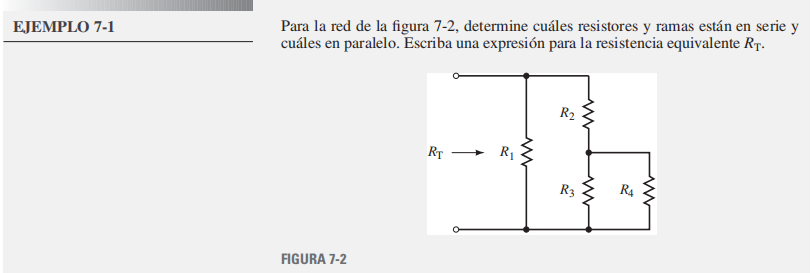 EJEMPLO 7-1
Para la red de la figura 7-2, determine cuáles resistores y ramas están en serie y
cuáles en paralelo. Escriba una expresión para la resistencia equivalente RT.
R2
RT
R1
R3
R4
FIGURA 7-2